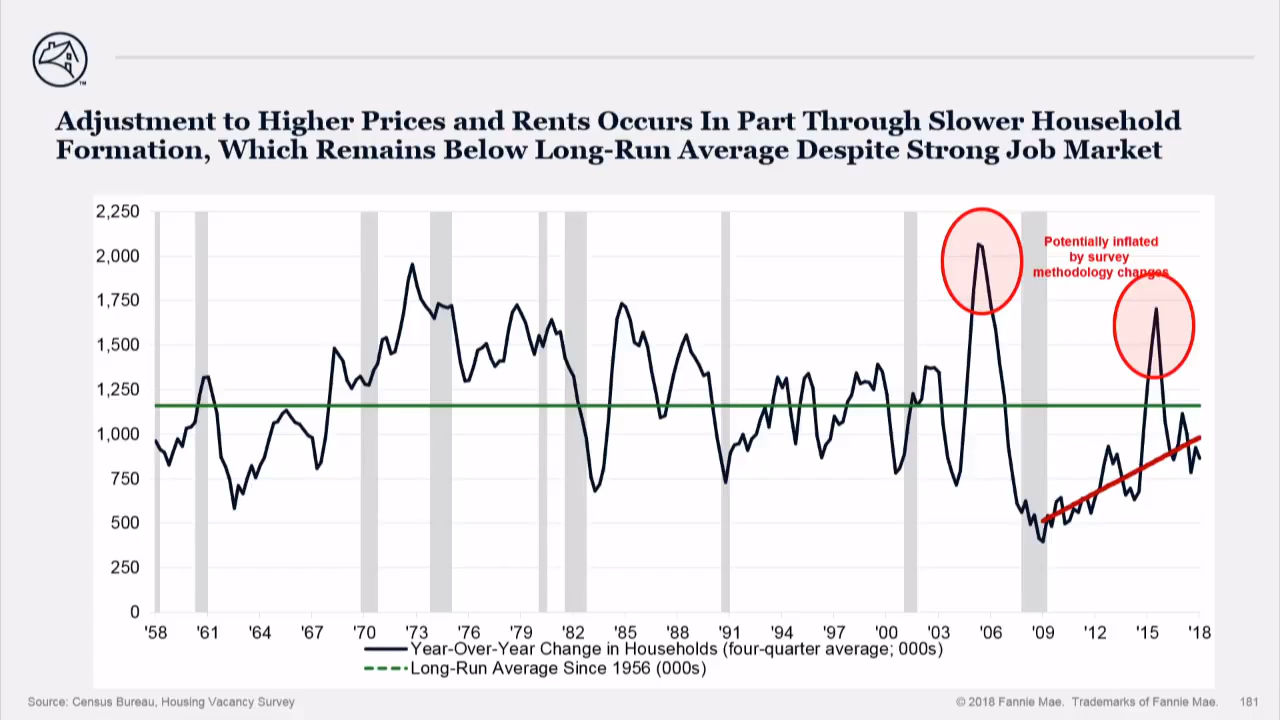 Adjustment to Higher Prices and Rents Occurs In Part Through Slower Household
Formation, Which Remains Below Long-Run Average Despite Strong Job Market
2,250
2,000
1,750
1,500
1,250
1,000
750
500
250
0
Potentially inflated
by survey
methodology changes
'58 '61 '64 '67 '70 '73 '76 '79 '82 '85 '88 '91 '94 '97 '00 '03 '06 '09 '12 '15 '18
Year-Over-Year Change in Households (four-quarter average; 000s)
Long-Run Average Since 1956 (000s)
Source: Census Bureau, Housing Vacancy Survey
© 2018 Fannie Mae. Trademarks of Fannie Mae. 181
TM